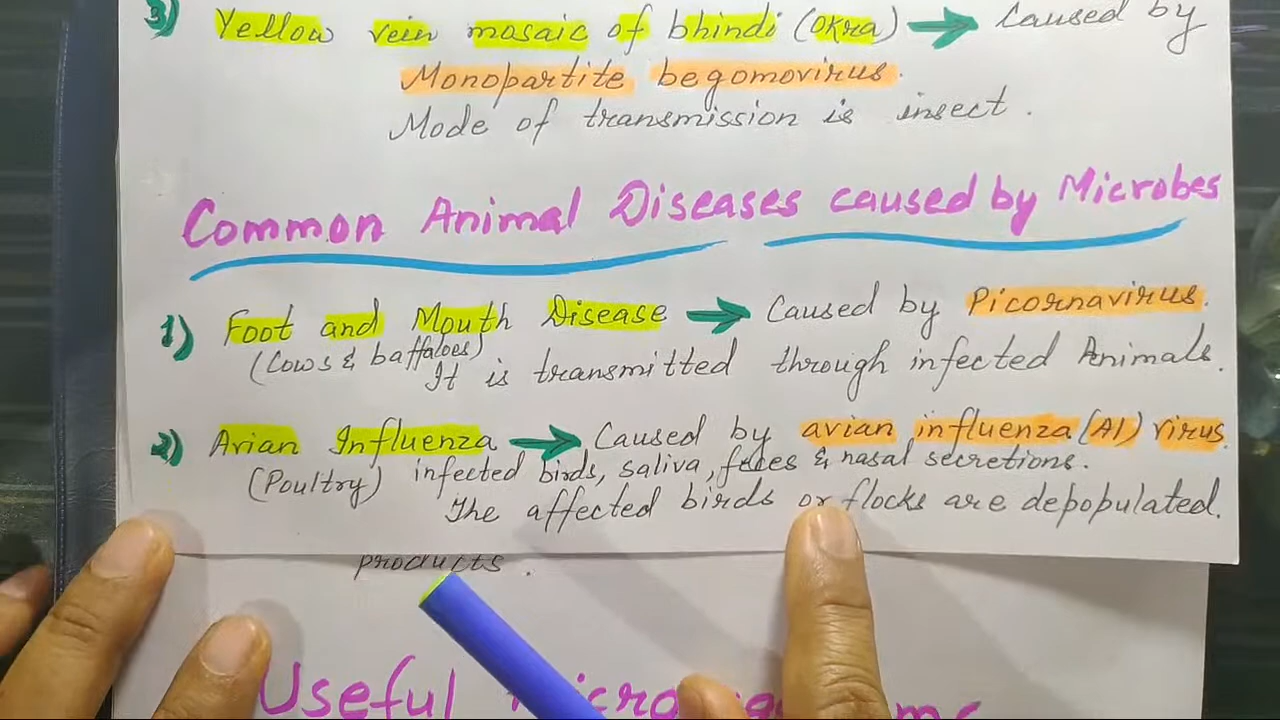 3) Yellow vein mosaic of bhindi (Okra) → Caused by
Monopartite begomovirus.
Mode of transmission is insect.
Common Animal Diseases caused by Microbes
1) Foot and Mouth Disease → Caused by Picornavirus.
(Cows & baffaloes) It is transmitted through infected Animals.
2) Avian Influenza → Caused by avian influenza (AI) virus.
(Poultry) infected birds, saliva, feces & nasal secretions.
The affected birds or flocks are depopulated.
products.
Useful